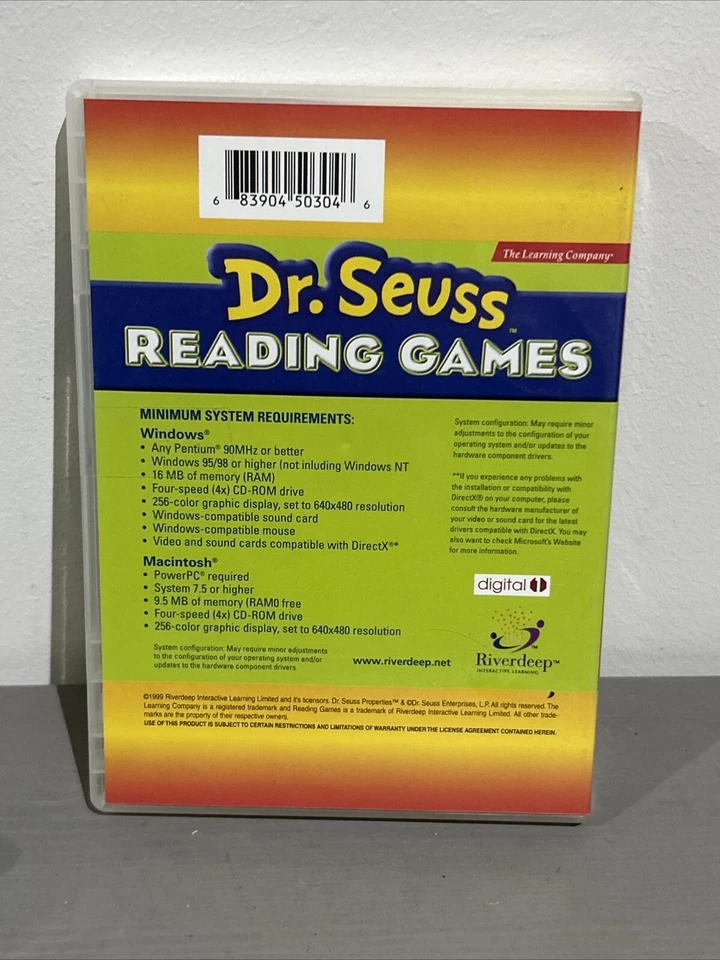 6 83904 50304 6
The Learning Company®
Dr. Seuss™
READING GAMES
MINIMUM SYSTEM REQUIREMENTS:
Windows®
• Any Pentium® 90MHz or better
• Windows 95/98 or higher (not inluding Windows NT
• 16 MB of memory (RAM)
• Four-speed (4x) CD-ROM drive
• 256-color graphic display, set to 640x480 resolution
• Windows-compatible sound card
• Windows-compatible mouse
• Video and sound cards compatible with DirectX®*
Macintosh®
• PowerPC® required
• System 7.5 or higher
• 9.5 MB of memory (RAM0 free
• Four-speed (4x) CD-ROM drive
• 256-color graphic display, set to 640x480 resolution
System configuration: May require minor adjustments
to the configuration of your operating system and/or
updates to the hardware component drivers.
www.riverdeep.net
System configuration: May require minor
adjustments to the configuration of your
operating system and/or updates to the
hardware component drivers.
**If you experience any problems with
the installation or compatibility with
DirectX® on your computer, please
consult the hardware manufacturer of
your video or sound card for the latest
drivers compatible with DirectX. You may
also want to check Microsoft's Website
for more information.
digital 1
Riverdeep™
INTERACTIVE LEARNING
©1999 Riverdeep Interactive Learning Limited and it's licensors. Dr. Seuss Properties™ & ©Dr. Seuss Enterprises, L.P. All rights reserved. The
Learning Company is a registered trademark and Reading Games is a trademark of Riverdeep Interactive Learning Limited. All other trade-
marks are the property of their respective owners.
USE OF THIS PRODUCT IS SUBJECT TO CERTAIN RESTRICTIONS AND LIMITATIONS OF WARRANTY UNDER THE LICENSE AGREEMENT CONTAINED HEREIN.